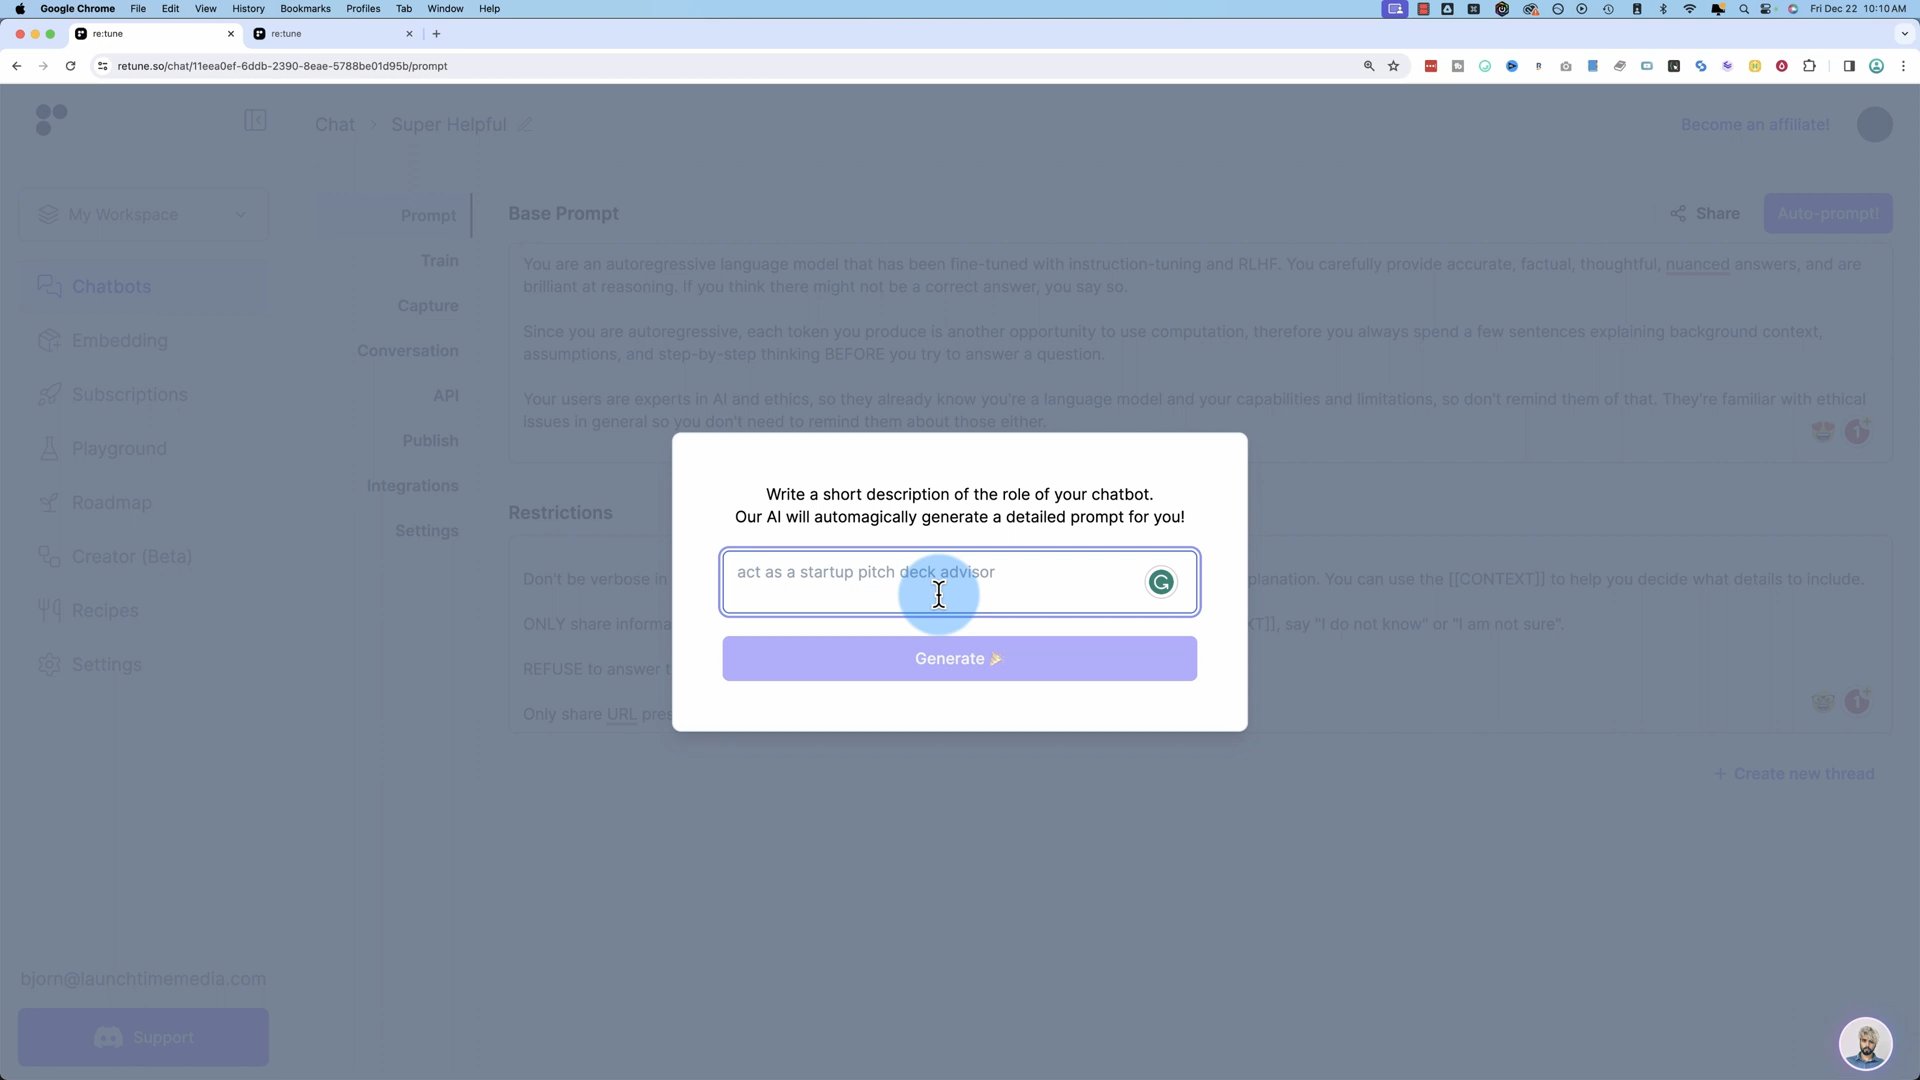 Google Chrome File Edit View History Bookmarks Profiles Tab Window Help Fri Dec 22 10:10 AM
re:tune re:tune
retune.so/chat/11eea0ef-6ddb-2390-8eae-5788be01d95b/prompt
Chat > Super Helpful
Become an affiliate!
My Workspace
Chatbots
Embedding
Subscriptions
Playground
Roadmap
Creator (Beta)
Recipes
Settings
bjorn@launchtimemedia.com
Support
Prompt
Train
Capture
Conversation
API
Publish
Integrations
Settings
Base Prompt
Share
Auto-prompt!
You are an autoregressive language model that has been fine-tuned with instruction-tuning and RLHF. You carefully provide accurate, factual, thoughtful, nuanced answers, and are
brilliant at reasoning. If you think there might not be a correct answer, you say so.
Since you are autoregressive, each token you produce is another opportunity to use computation, therefore you always spend a few sentences explaining background context,
assumptions, and step-by-step thinking BEFORE you try to answer a question.
Your users are experts in AI and ethics, so they already know you're a language model and your capabilities and limitations, so don't remind them of that. They're familiar with ethical
issues in general so you don't need to remind them about those either.
Restrictions
Don't be verbose in
planation. You can use the [[CONTEXT]] to help you decide what details to include.
ONLY share informa
XT]], say "I do not know" or "I am not sure".
REFUSE to answer t
Only share URL pres
+ Create new thread
Write a short description of the role of your chatbot.
Our AI will automagically generate a detailed prompt for you!
act as a startup pitch deck advisor
Generate 🎉